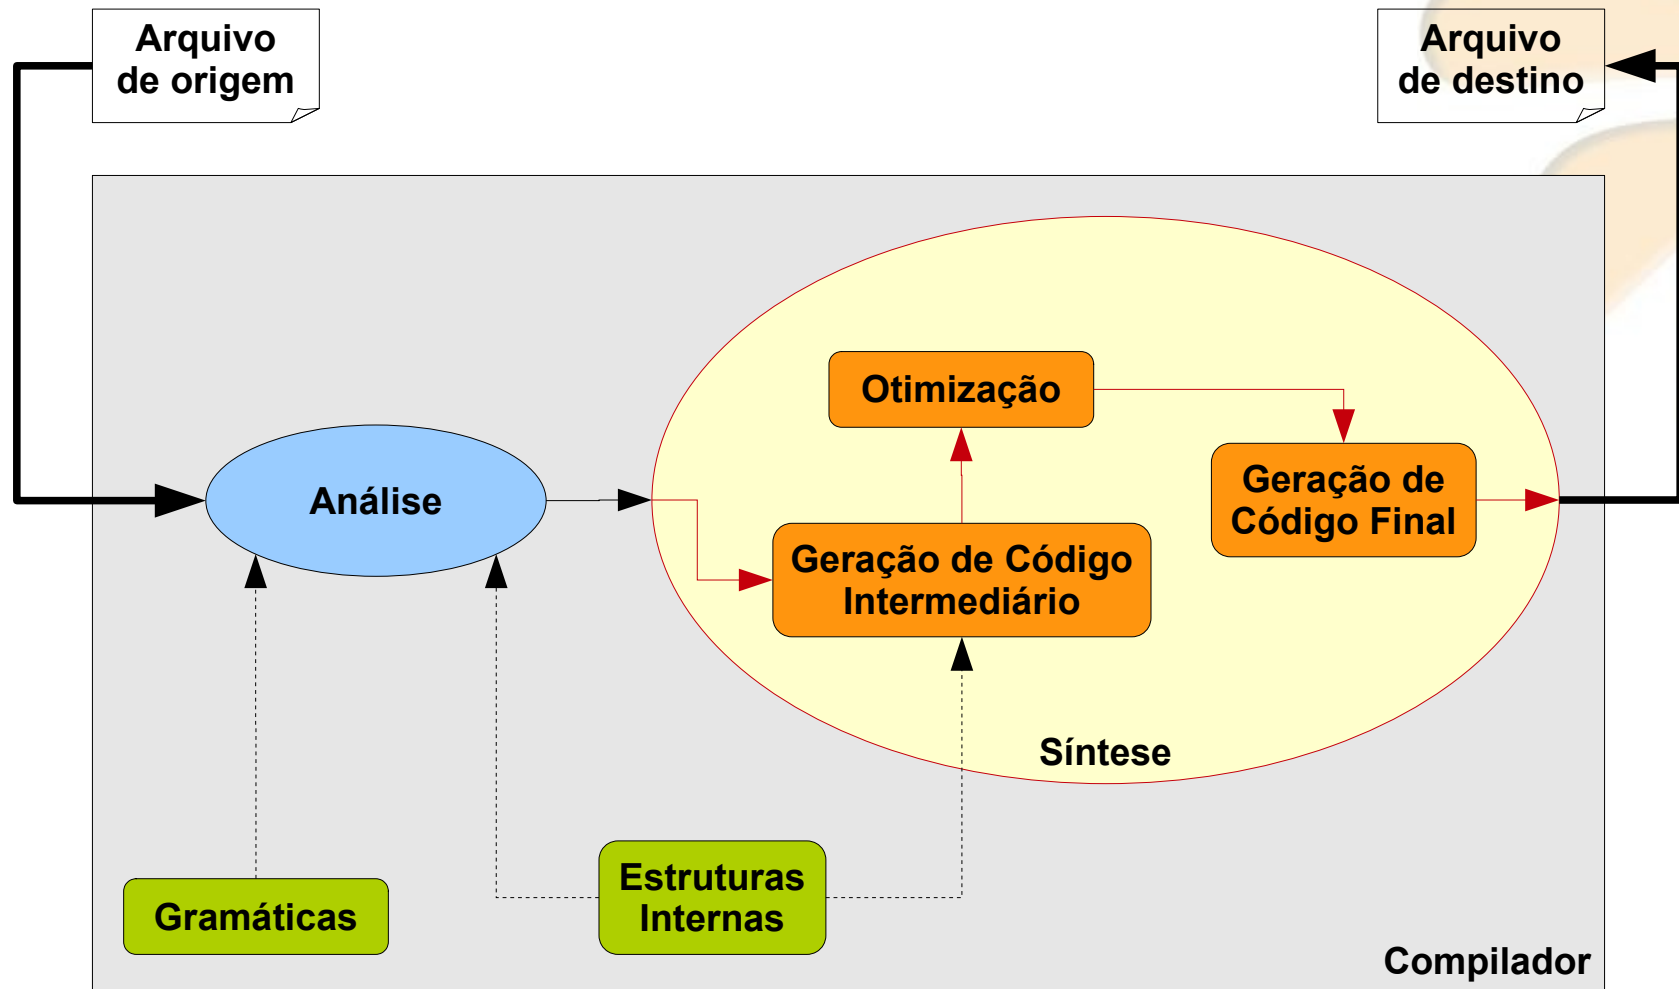 Arquivo
de origem
Arquivo
de destino
Otimização
Análise
Geração de
Código Final
Geração de Código
Intermediário
Síntese
Estruturas
Internas
Gramáticas
Compilador